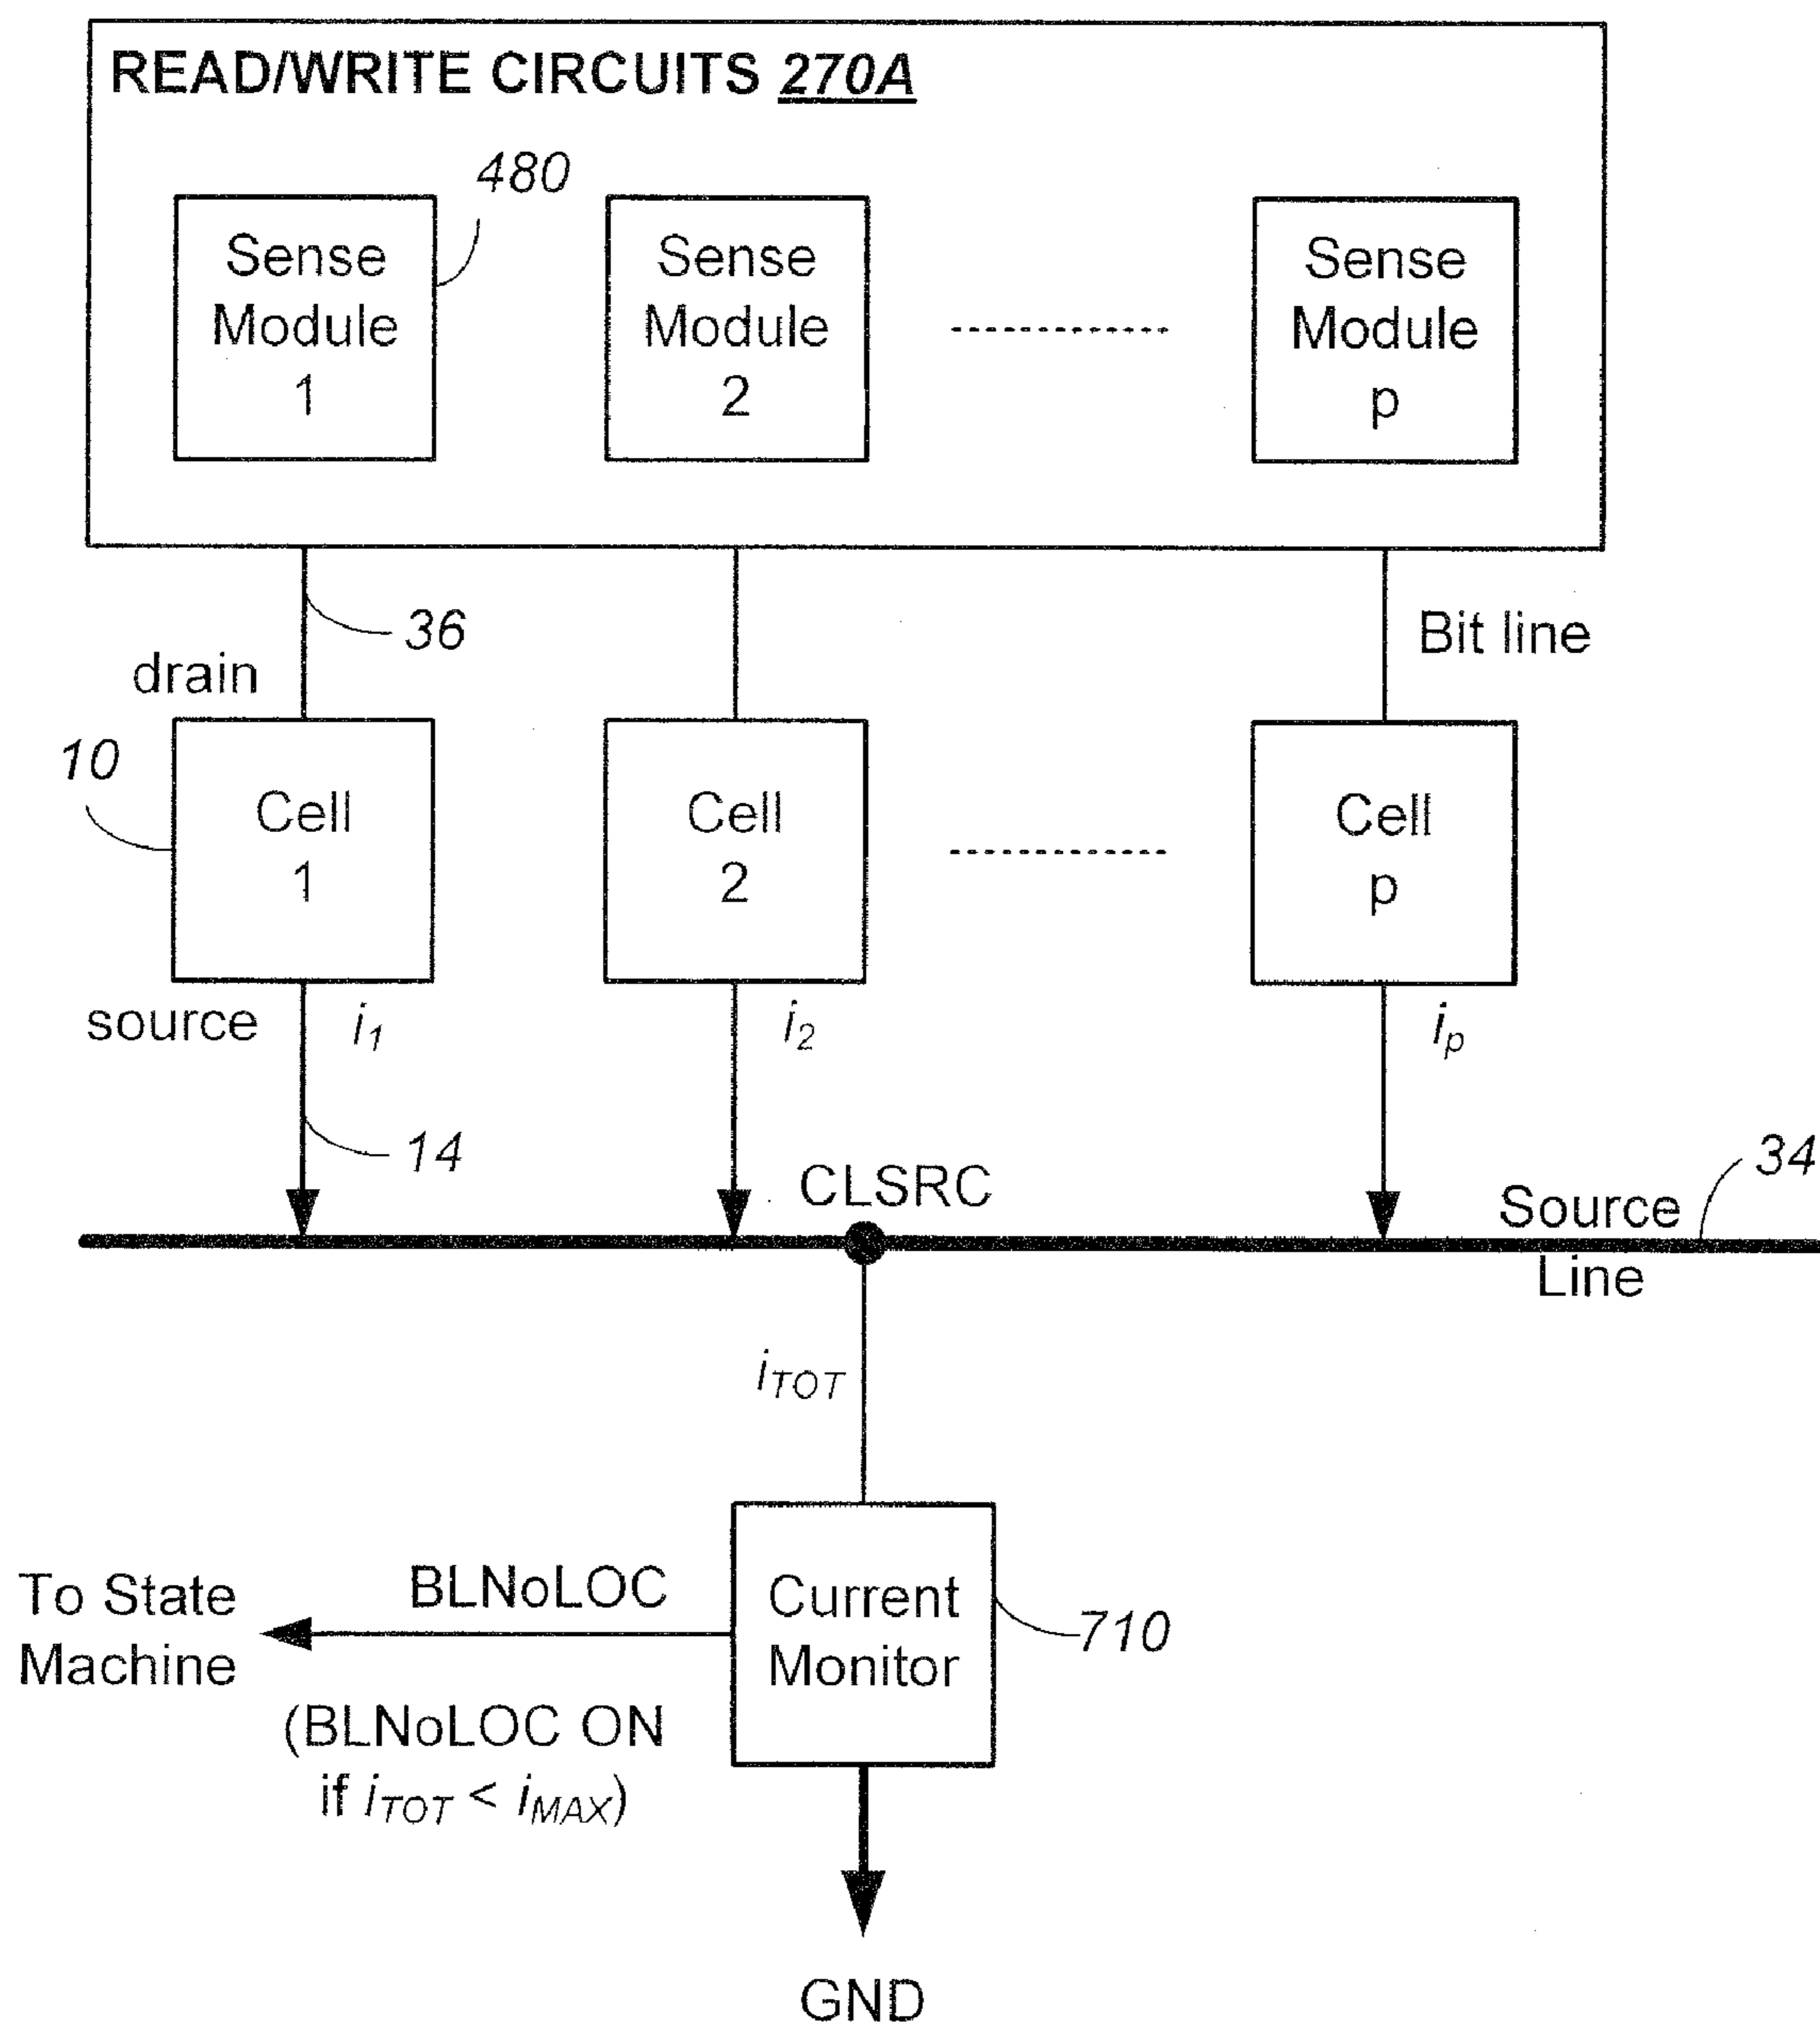 READ/WRITE CIRCUITS 270A
480
Sense
Module
1
Sense
Module
2
Sense
Module
p
36
Bit line
drain
10
Cell
1
Cell
2
Cell
p
source
i1
i2
ip
14
CLSRC
Source
Line
34
iTOT
BLNoLOC
To State
Machine
Current
Monitor
710
(BLNoLOC ON
if iTOT < iMAX)
GND